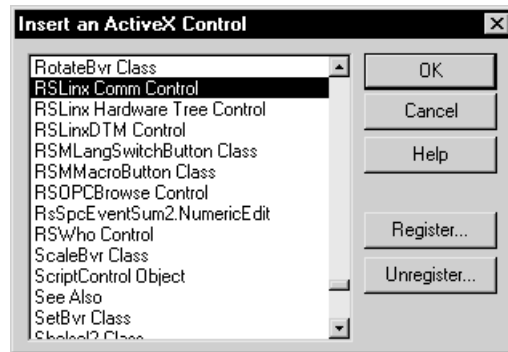 Insert an ActiveX Control
RotateBvr Class
RSLinx Comm Control
RSLinx Hardware Tree Control
RSLinxDTM Control
RSMLangSwitchButton Class
RSMMacroButton Class
RSOPCBrowse Control
RsSpcEventSum2.NumericEdit
RSWho Control
ScaleBvr Class
ScriptControl Object
See Also
SetBvr Class
OK
Cancel
Help
Register...
Unregister...